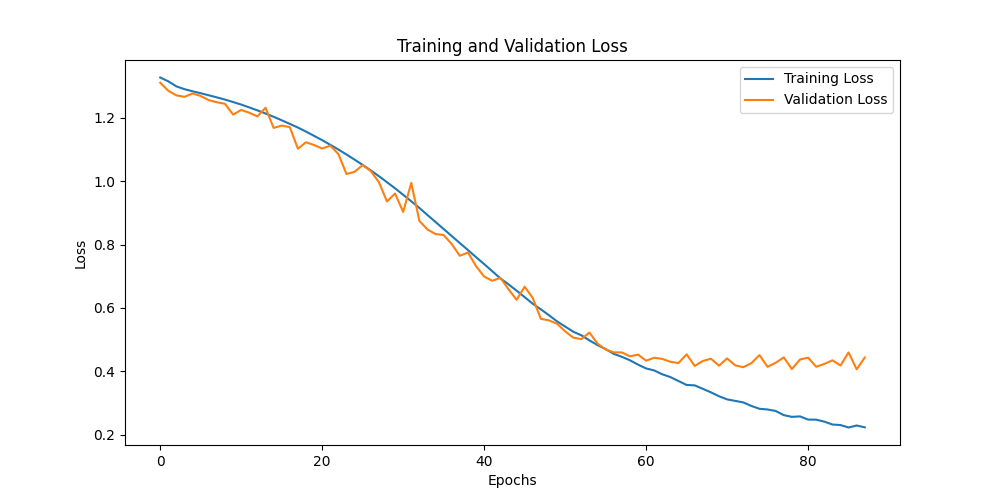 Training and Validation Loss
Training Loss
Validation Loss
1.2
1.0
0.8
0.6
0.4
0.2
Loss
0 20 40 60 80
Epochs